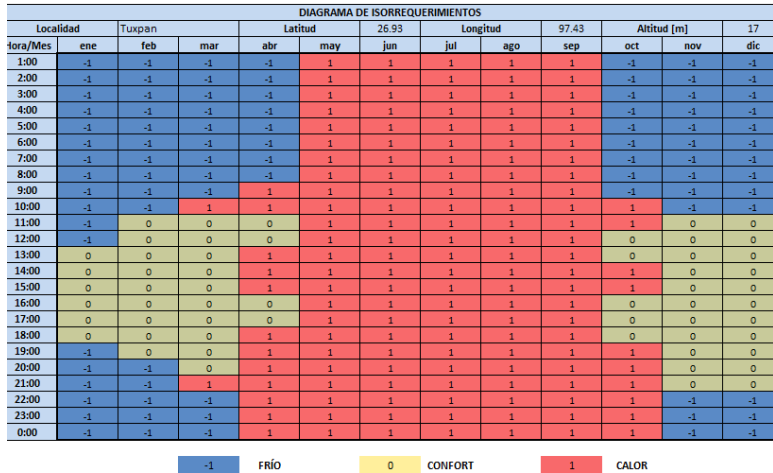 DIAGRAMA DE ISORREQUERIMIENTOS
Localidad Tuxpan Latitud 26.93 Longitud 97.43 Altitud [m] 17
Hora/Mes ene feb mar abr may jun jul ago sep oct nov dic
1:00 -1 -1 -1 -1 1 1 1 1 1 -1 -1 -1
2:00 -1 -1 -1 -1 1 1 1 1 1 -1 -1 -1
3:00 -1 -1 -1 -1 1 1 1 1 1 -1 -1 -1
4:00 -1 -1 -1 -1 1 1 1 1 1 -1 -1 -1
5:00 -1 -1 -1 -1 1 1 1 1 1 -1 -1 -1
6:00 -1 -1 -1 -1 1 1 1 1 1 -1 -1 -1
7:00 -1 -1 -1 -1 1 1 1 1 1 -1 -1 -1
8:00 -1 -1 -1 -1 1 1 1 1 1 -1 -1 -1
9:00 -1 -1 -1 1 1 1 1 1 1 -1 -1 -1
10:00 -1 -1 1 1 1 1 1 1 1 1 -1 -1
11:00 -1 0 0 0 1 1 1 1 1 1 0 0
12:00 -1 0 0 0 1 1 1 1 1 0 0 0
13:00 0 0 0 1 1 1 1 1 1 0 0 0
14:00 0 0 0 1 1 1 1 1 1 1 0 0
15:00 0 0 0 1 1 1 1 1 1 1 0 0
16:00 0 0 0 0 1 1 1 1 1 0 0 0
17:00 0 0 0 0 1 1 1 1 1 0 0 0
18:00 0 0 0 1 1 1 1 1 1 0 0 0
19:00 -1 0 0 1 1 1 1 1 1 1 0 0
20:00 -1 -1 0 1 1 1 1 1 1 1 0 0
21:00 -1 -1 1 1 1 1 1 1 1 1 0 0
22:00 -1 -1 -1 1 1 1 1 1 1 1 -1 -1
23:00 -1 -1 -1 1 1 1 1 1 1 1 -1 -1
0:00 -1 -1 -1 1 1 1 1 1 1 1 -1 -1
-1 FRÍO 0 CONFORT 1 CALOR